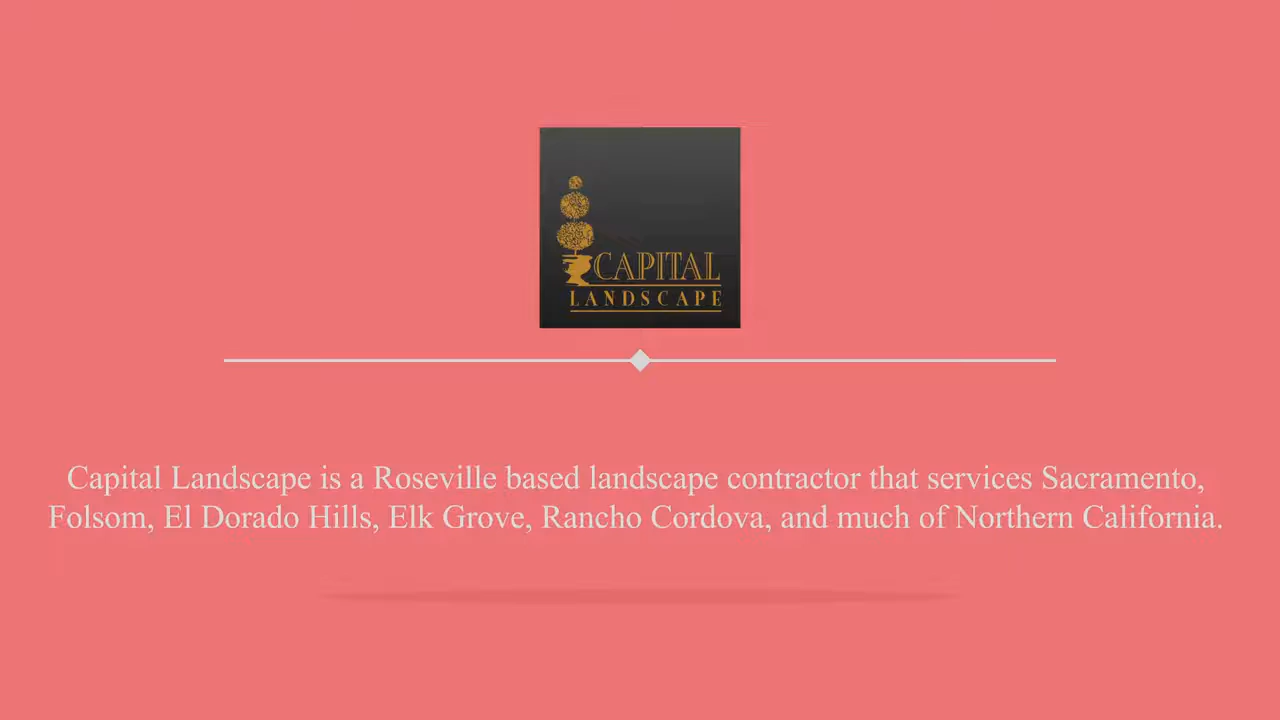 CAPITAL
LANDSCAPE
Capital Landscape is a Roseville based landscape contractor that services Sacramento,
Folsom, El Dorado Hills, Elk Grove, Rancho Cordova, and much of Northern California.